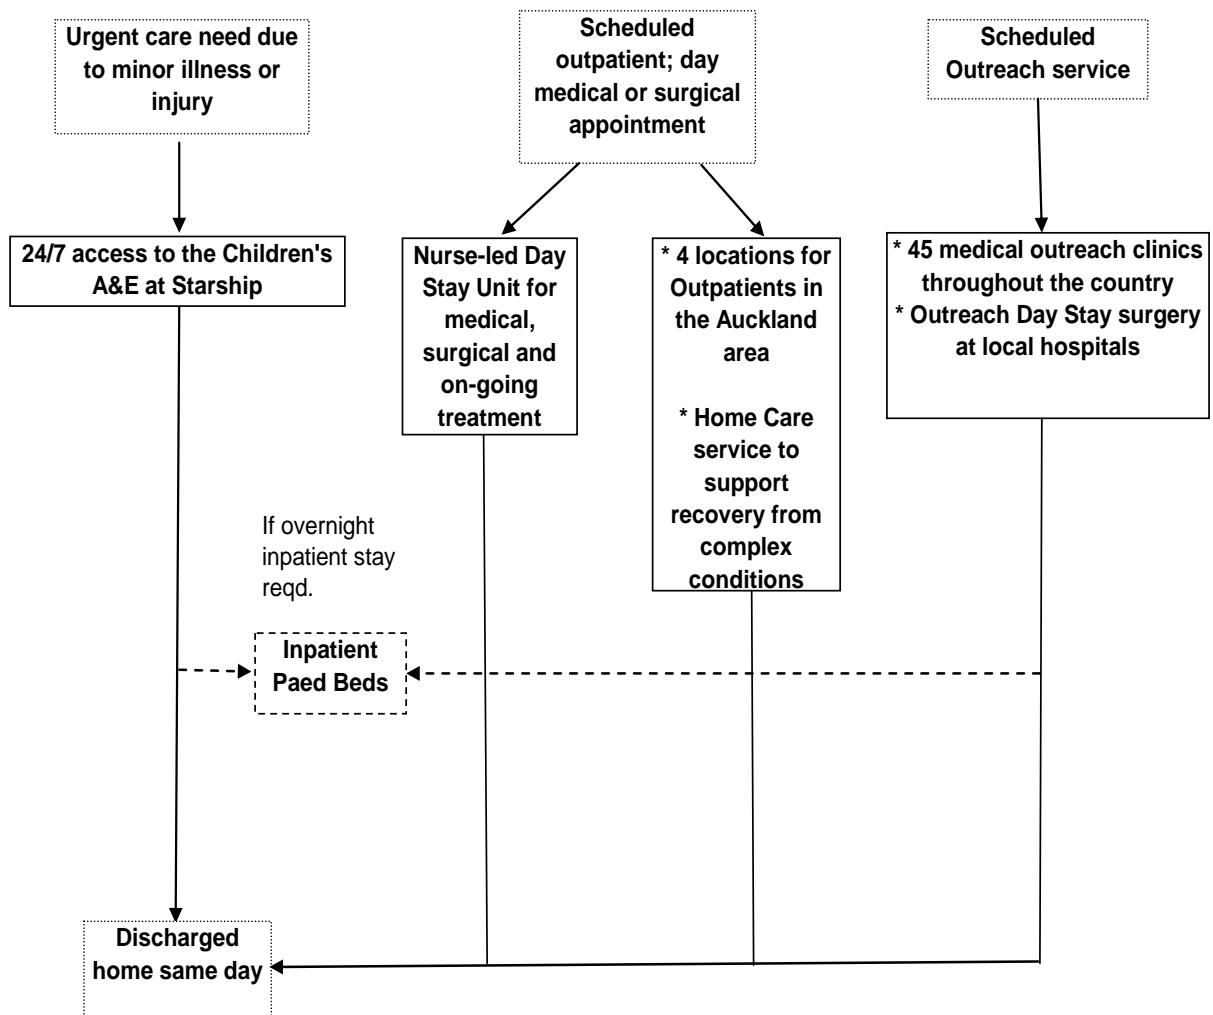 Urgent care need due
to minor illness or
injury
Scheduled
outpatient; day
medical or surgical
appointment
Scheduled
Outreach service
24/7 access to the Children's
A&E at Starship
Nurse-led Day
Stay Unit for
medical,
surgical and
on-going
treatment
* 4 locations for
Outpatients in
the Auckland
area
* Home Care
service to
support
recovery from
complex
conditions
* 45 medical outreach clinics
throughout the country
* Outreach Day Stay surgery
at local hospitals
If overnight
inpatient stay
reqd.
Inpatient
Paed Beds
Discharged
home same day